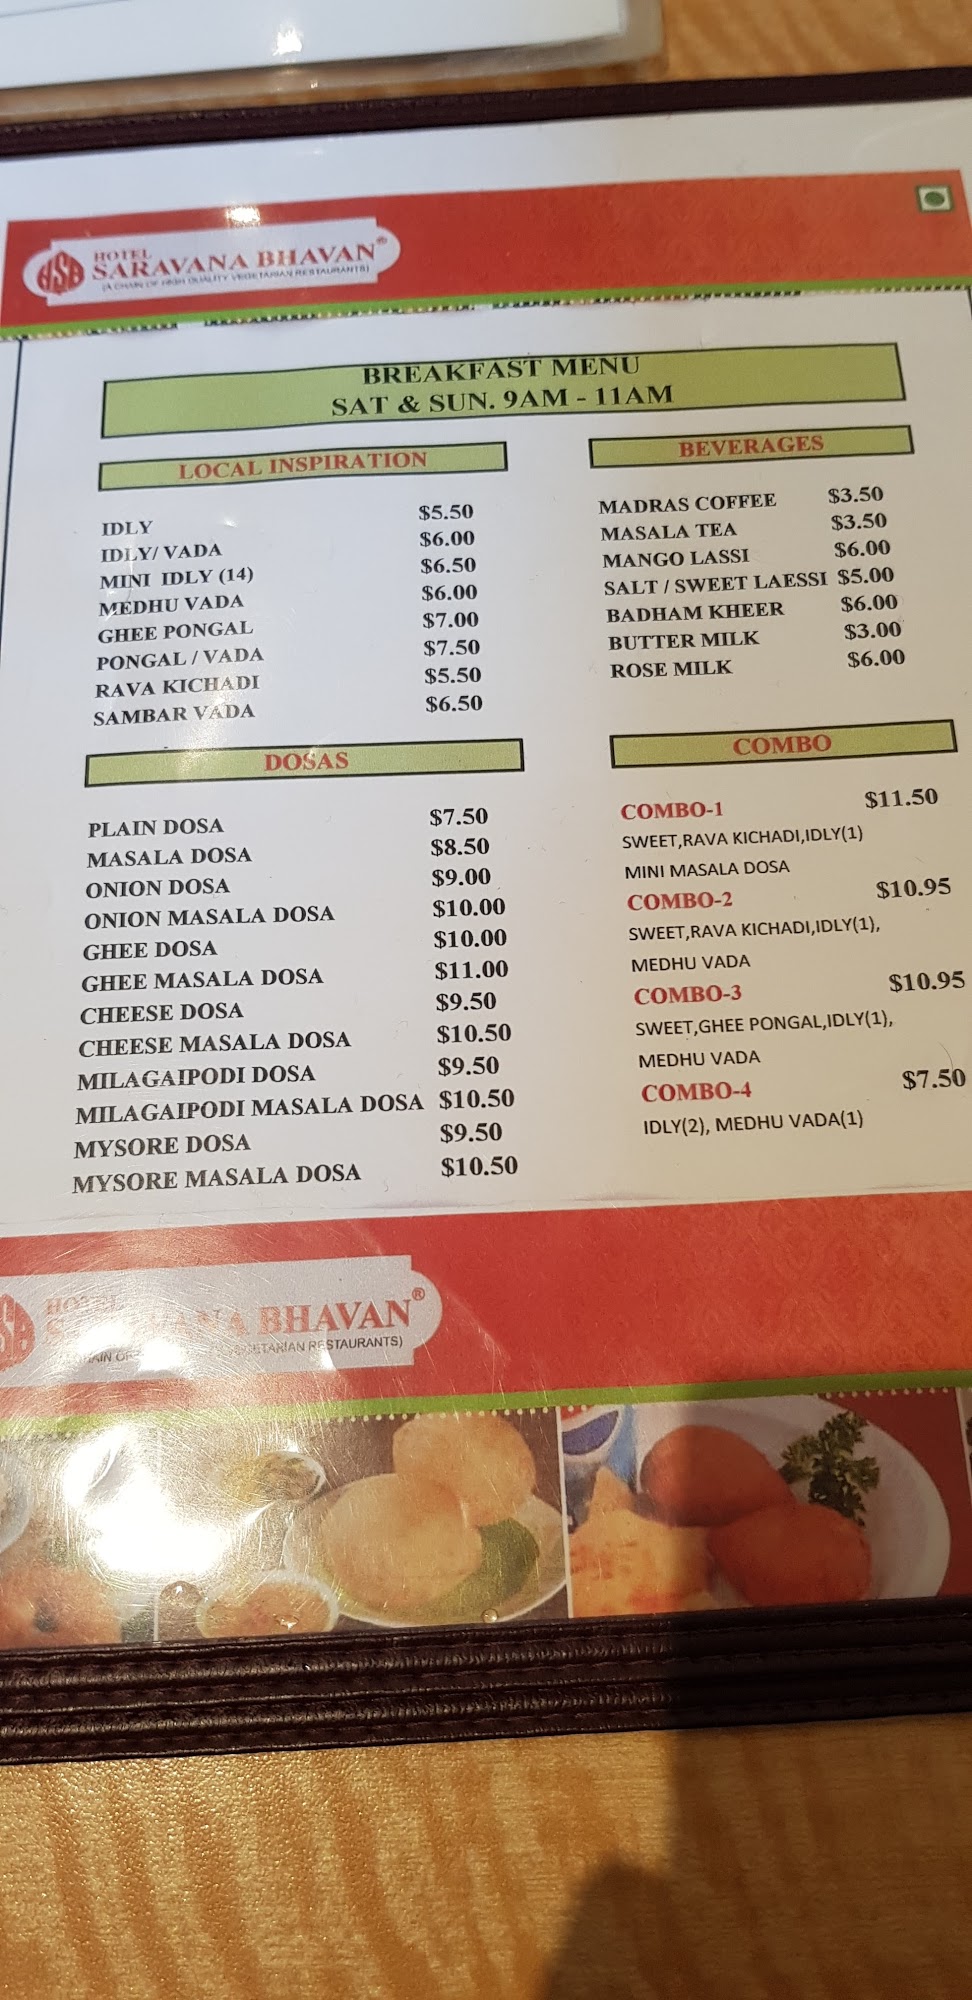 HSB
HOTEL
SARAVANA BHAVAN®
(A CHAIN OF HIGH QUALITY VEGETARIAN RESTAURANTS)
BREAKFAST MENU
SAT & SUN. 9AM - 11AM
LOCAL INSPIRATION
IDLY $5.50
IDLY/ VADA $6.00
MINI IDLY (14) $6.50
MEDHU VADA $6.00
GHEE PONGAL $7.00
PONGAL / VADA $7.50
RAVA KICHADI $5.50
SAMBAR VADA $6.50
DOSAS
PLAIN DOSA $7.50
MASALA DOSA $8.50
ONION DOSA $9.00
ONION MASALA DOSA $10.00
GHEE DOSA $10.00
GHEE MASALA DOSA $11.00
CHEESE DOSA $9.50
CHEESE MASALA DOSA $10.50
MILAGAIPODI DOSA $9.50
MILAGAIPODI MASALA DOSA $10.50
MYSORE DOSA $9.50
MYSORE MASALA DOSA $10.50
BEVERAGES
MADRAS COFFEE $3.50
MASALA TEA $3.50
MANGO LASSI $6.00
SALT / SWEET LAESSI $5.00
BADHAM KHEER $6.00
BUTTER MILK $3.00
ROSE MILK $6.00
COMBO
COMBO-1 $11.50
SWEET,RAVA KICHADI,IDLY(1)
MINI MASALA DOSA
COMBO-2 $10.95
SWEET,RAVA KICHADI,IDLY(1),
MEDHU VADA
COMBO-3 $10.95
SWEET,GHEE PONGAL,IDLY(1),
MEDHU VADA
COMBO-4 $7.50
IDLY(2), MEDHU VADA(1)
HOTEL
BHAVAN®
RESTAURANTS)